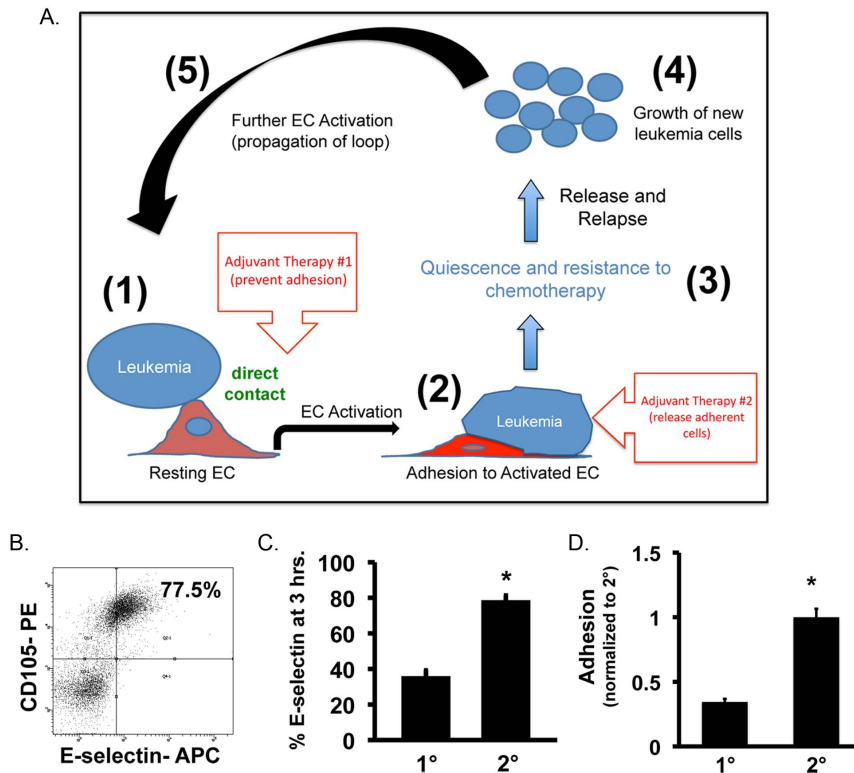 A.
(5)
Further EC Activation
(propagation of loop)
(4)
Growth of new
leukemia cells
Release and
Relapse
Adjuvant Therapy #1
(prevent adhesion)
Quiescence and resistance to
chemotherapy
(3)
(1)
Leukemia
direct
contact
EC Activation
(2)
Leukemia
Adjuvant Therapy #2
(release adherent
cells)
Resting EC
Adhesion to Activated EC
B.
77.5%
CD105- PE
E-selectin- APC
C.
% E-selectin at 3 hrs.
100
80
60
40
20
0
*
1°
2°
D.
Adhesion
(normalized to 2°)
1.5
1
0.5
0
*
1°
2°